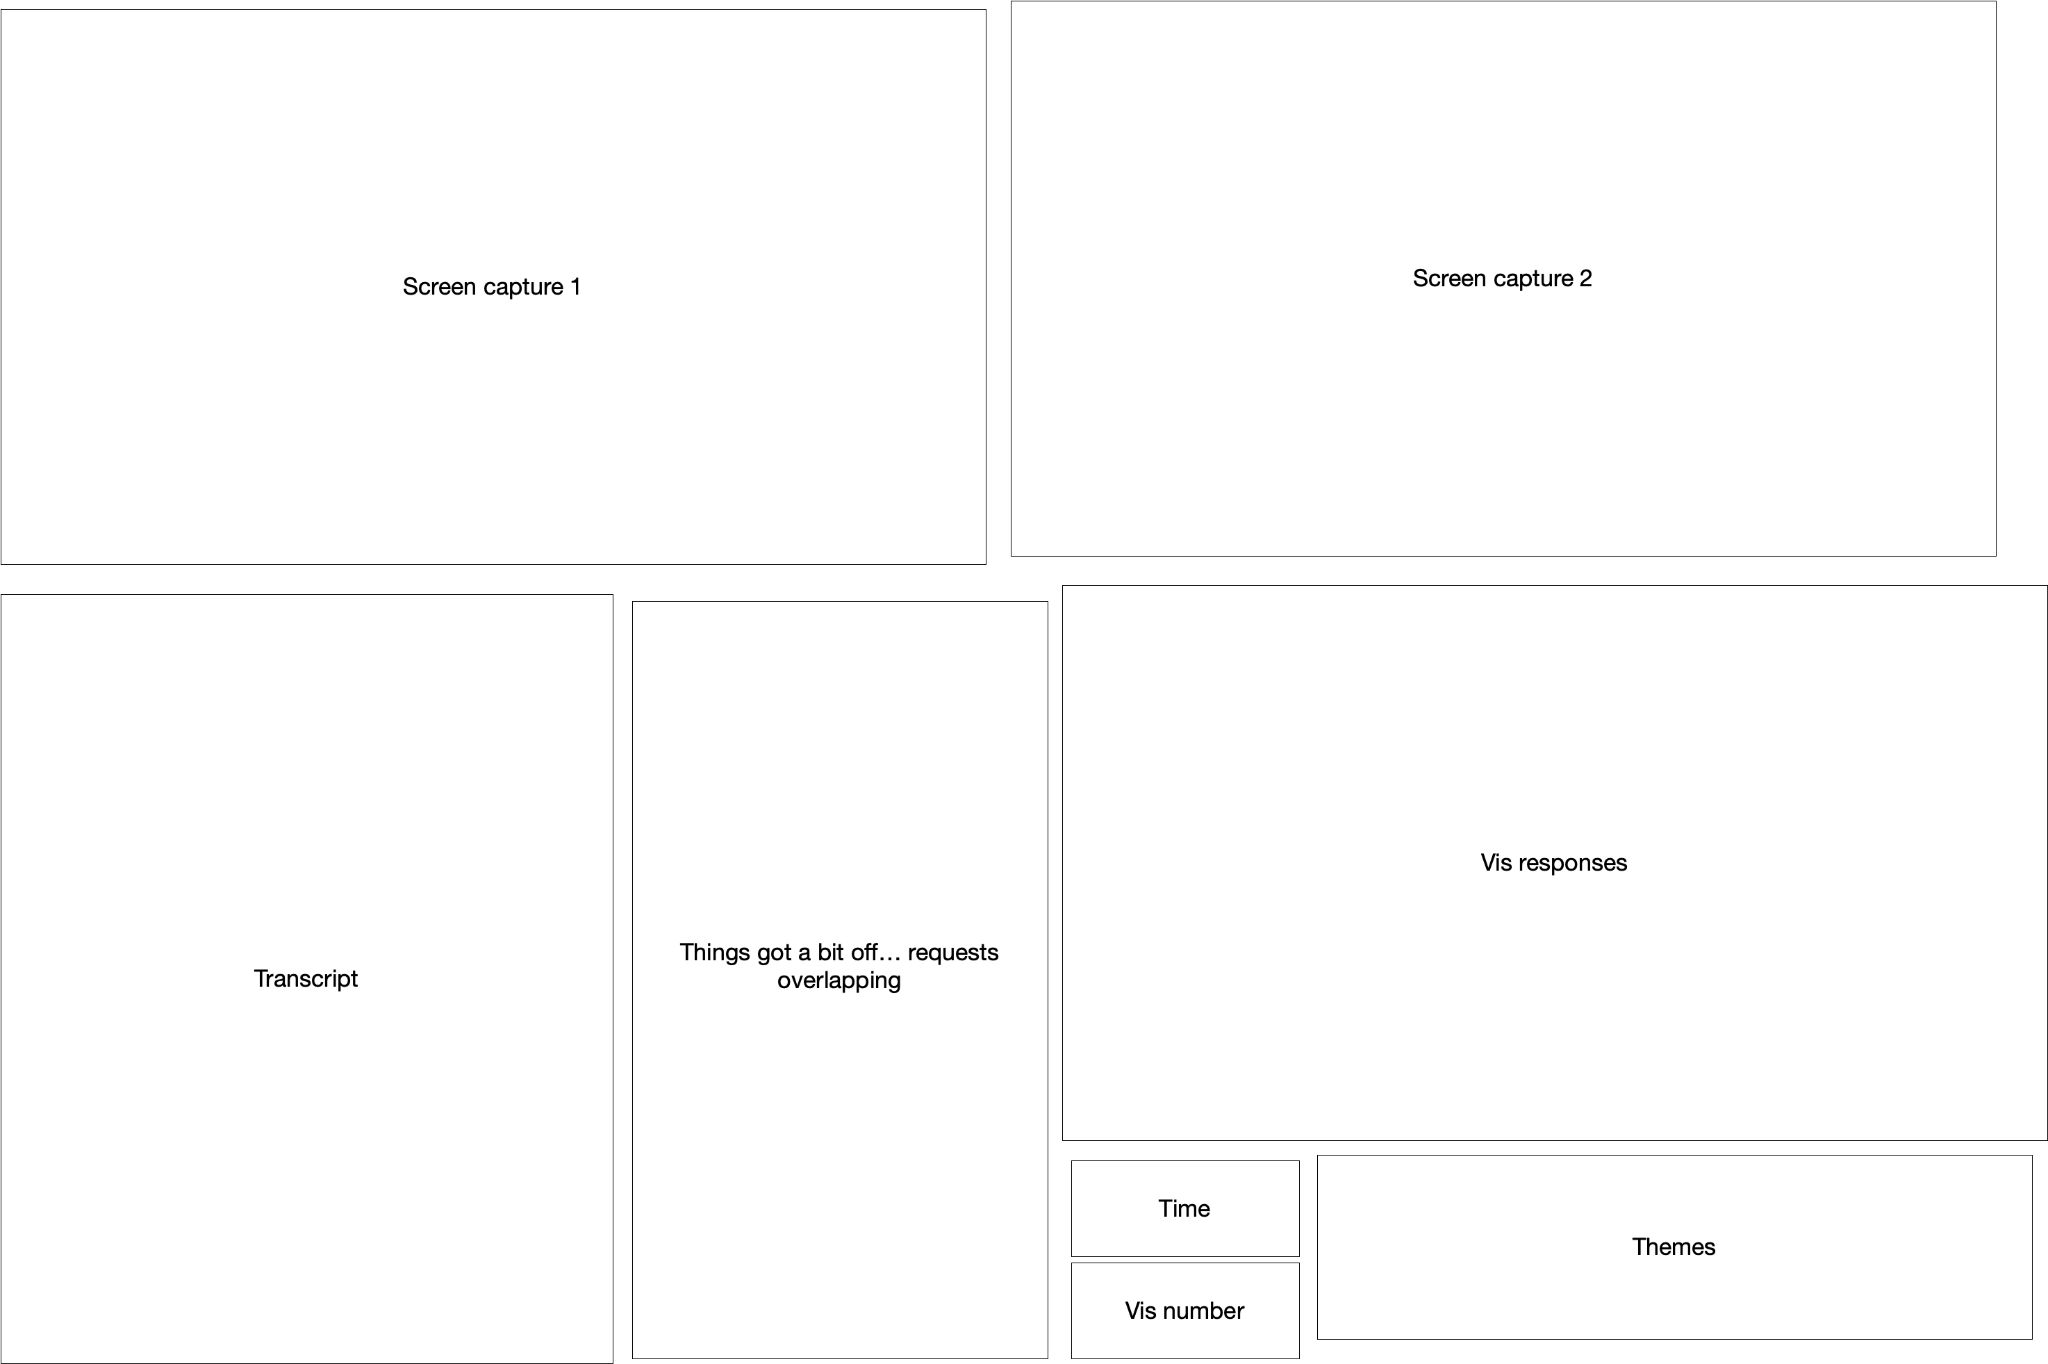 Screen capture 1
Screen capture 2
Transcript
Things got a bit off... requests
overlapping
Vis responses
Time
Vis number
Themes